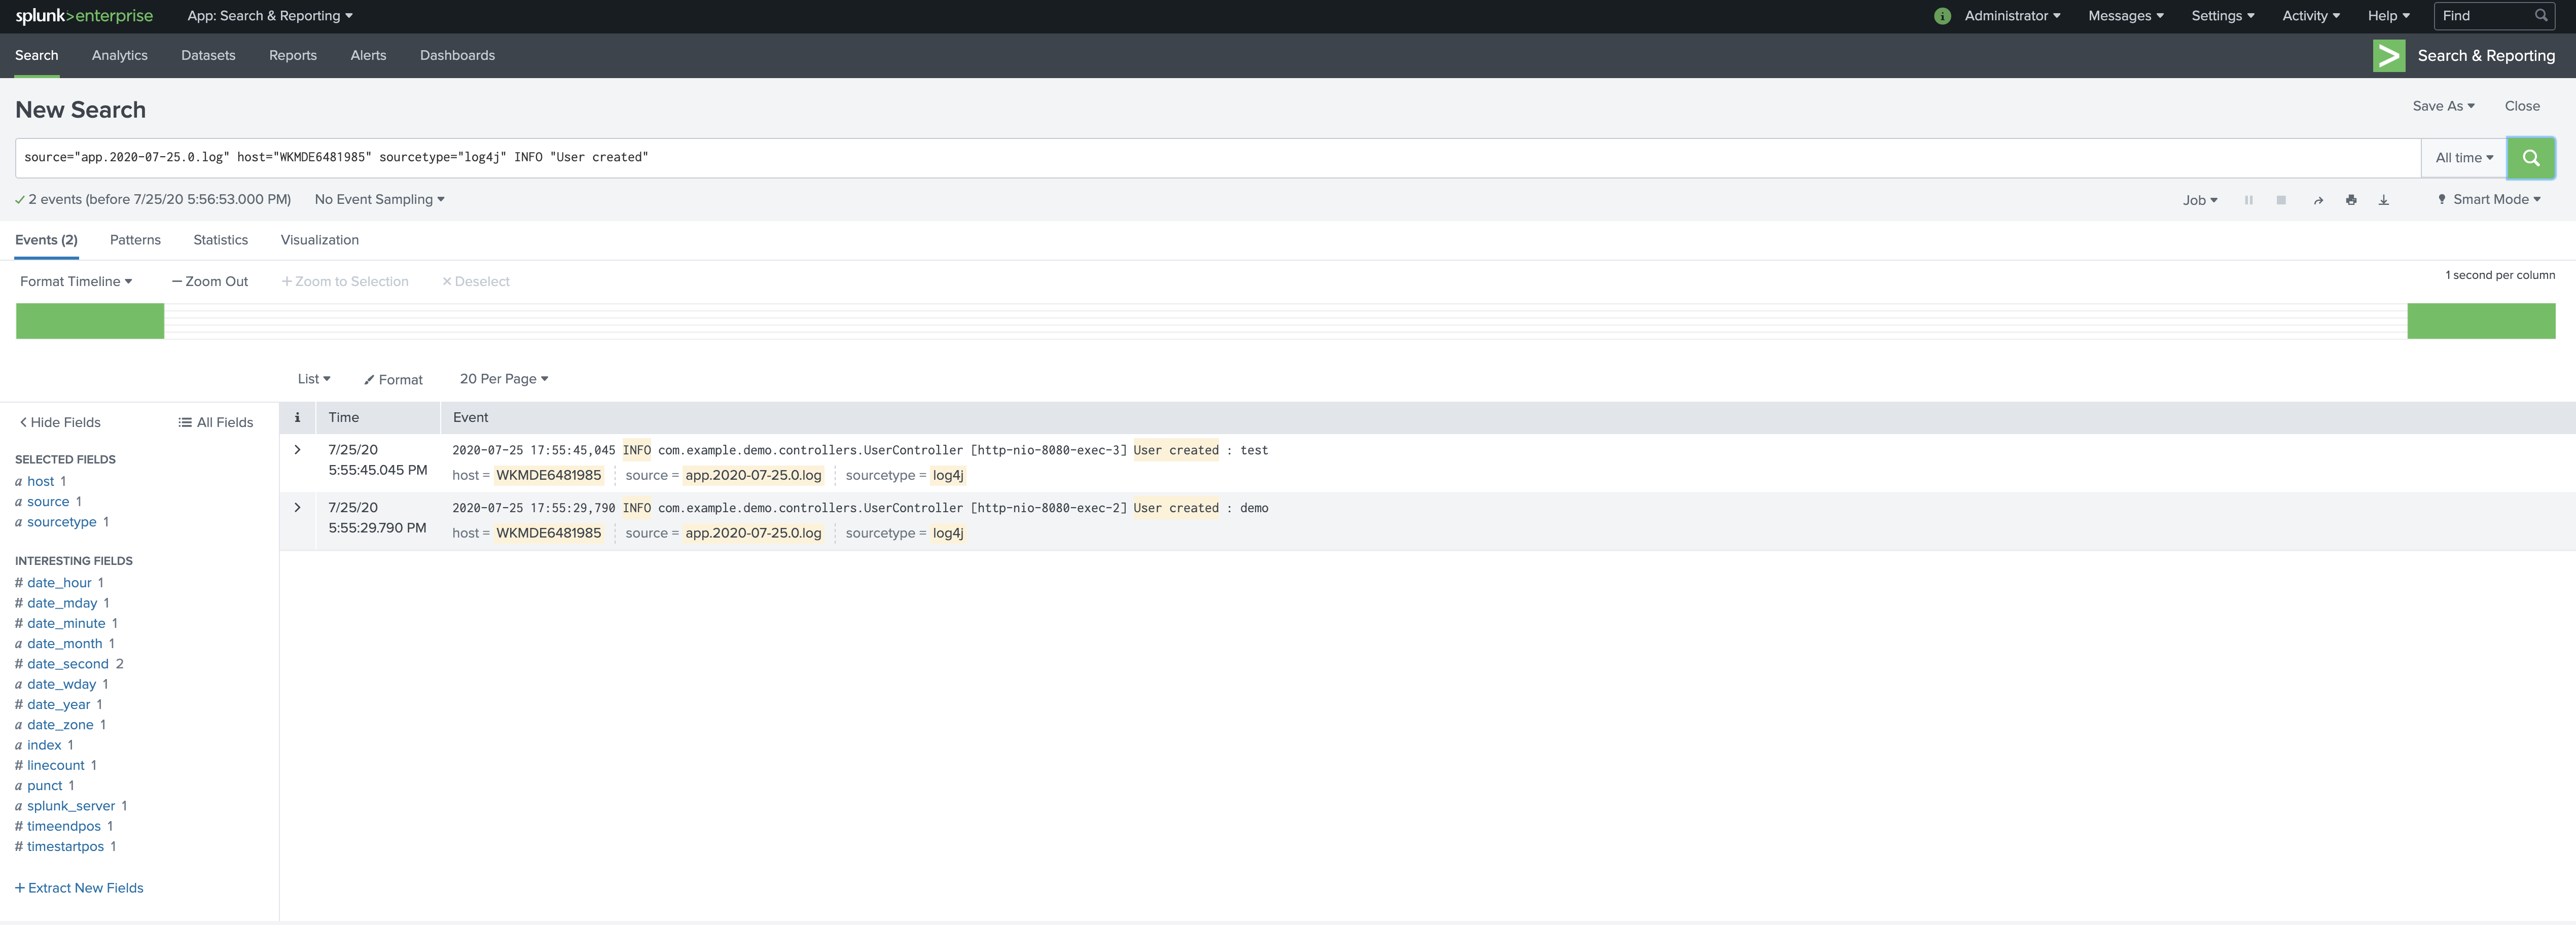 splunk>enterprise App: Search & Reporting i Administrator Messages Settings Activity Help Find
Search Analytics Datasets Reports Alerts Dashboards Search & Reporting
New Search Save As Close
source="app.2020-07-25.0.log" host="WKMDE6481985" sourcetype="log4j" INFO "User created" All time
2 events (before 7/25/20 5:56:53.000 PM) No Event Sampling Job Smart Mode
Events (2) Patterns Statistics Visualization
Format Timeline — Zoom Out + Zoom to Selection × Deselect 1 second per column
List Format 20 Per Page
< Hide Fields All Fields
SELECTED FIELDS
a host 1
a source 1
a sourcetype 1
INTERESTING FIELDS
# date_hour 1
# date_mday 1
# date_minute 1
a date_month 1
# date_second 2
a date_wday 1
# date_year 1
a date_zone 1
a index 1
# linecount 1
a punct 1
a splunk_server 1
# timeendpos 1
# timestartpos 1
+ Extract New Fields
i Time Event
> 7/25/20 2020-07-25 17:55:45,045 INFO com.example.demo.controllers.UserController [http-nio-8080-exec-3] User created : test
5:55:45.045 PM host = WKMDE6481985 source = app.2020-07-25.0.log sourcetype = log4j
> 7/25/20 2020-07-25 17:55:29,790 INFO com.example.demo.controllers.UserController [http-nio-8080-exec-2] User created : demo
5:55:29.790 PM host = WKMDE6481985 source = app.2020-07-25.0.log sourcetype = log4j